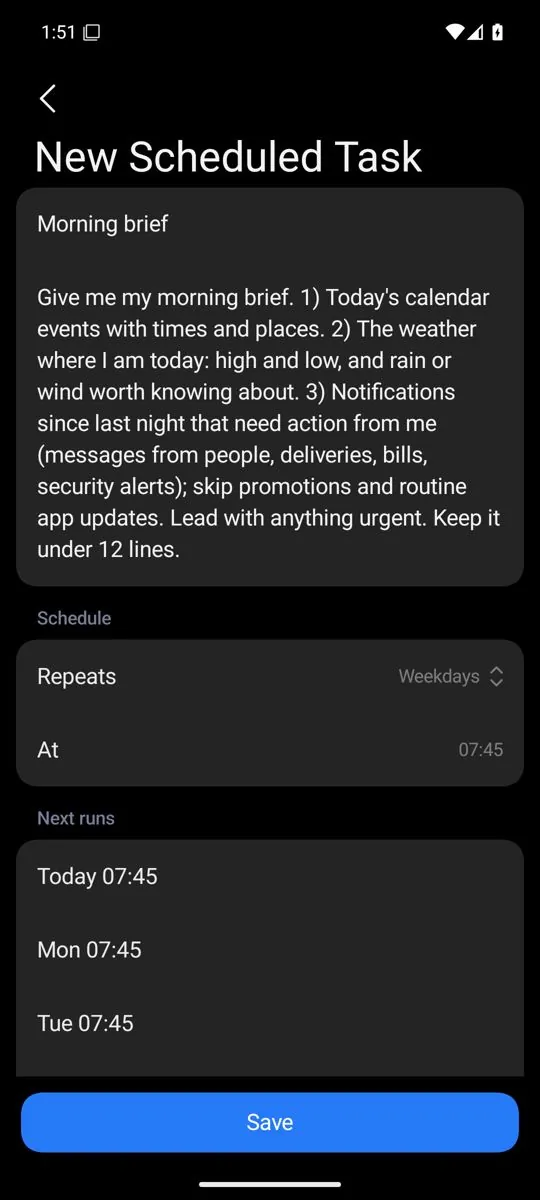 1:51
New Scheduled Task
Morning brief
Give me my morning brief. 1) Today's calendar
events with times and places. 2) The weather
where I am today: high and low, and rain or
wind worth knowing about. 3) Notifications
since last night that need action from me
(messages from people, deliveries, bills,
security alerts); skip promotions and routine
app updates. Lead with anything urgent. Keep it
under 12 lines.
Schedule
Repeats Weekdays
At 07:45
Next runs
Today 07:45
Mon 07:45
Tue 07:45
Save